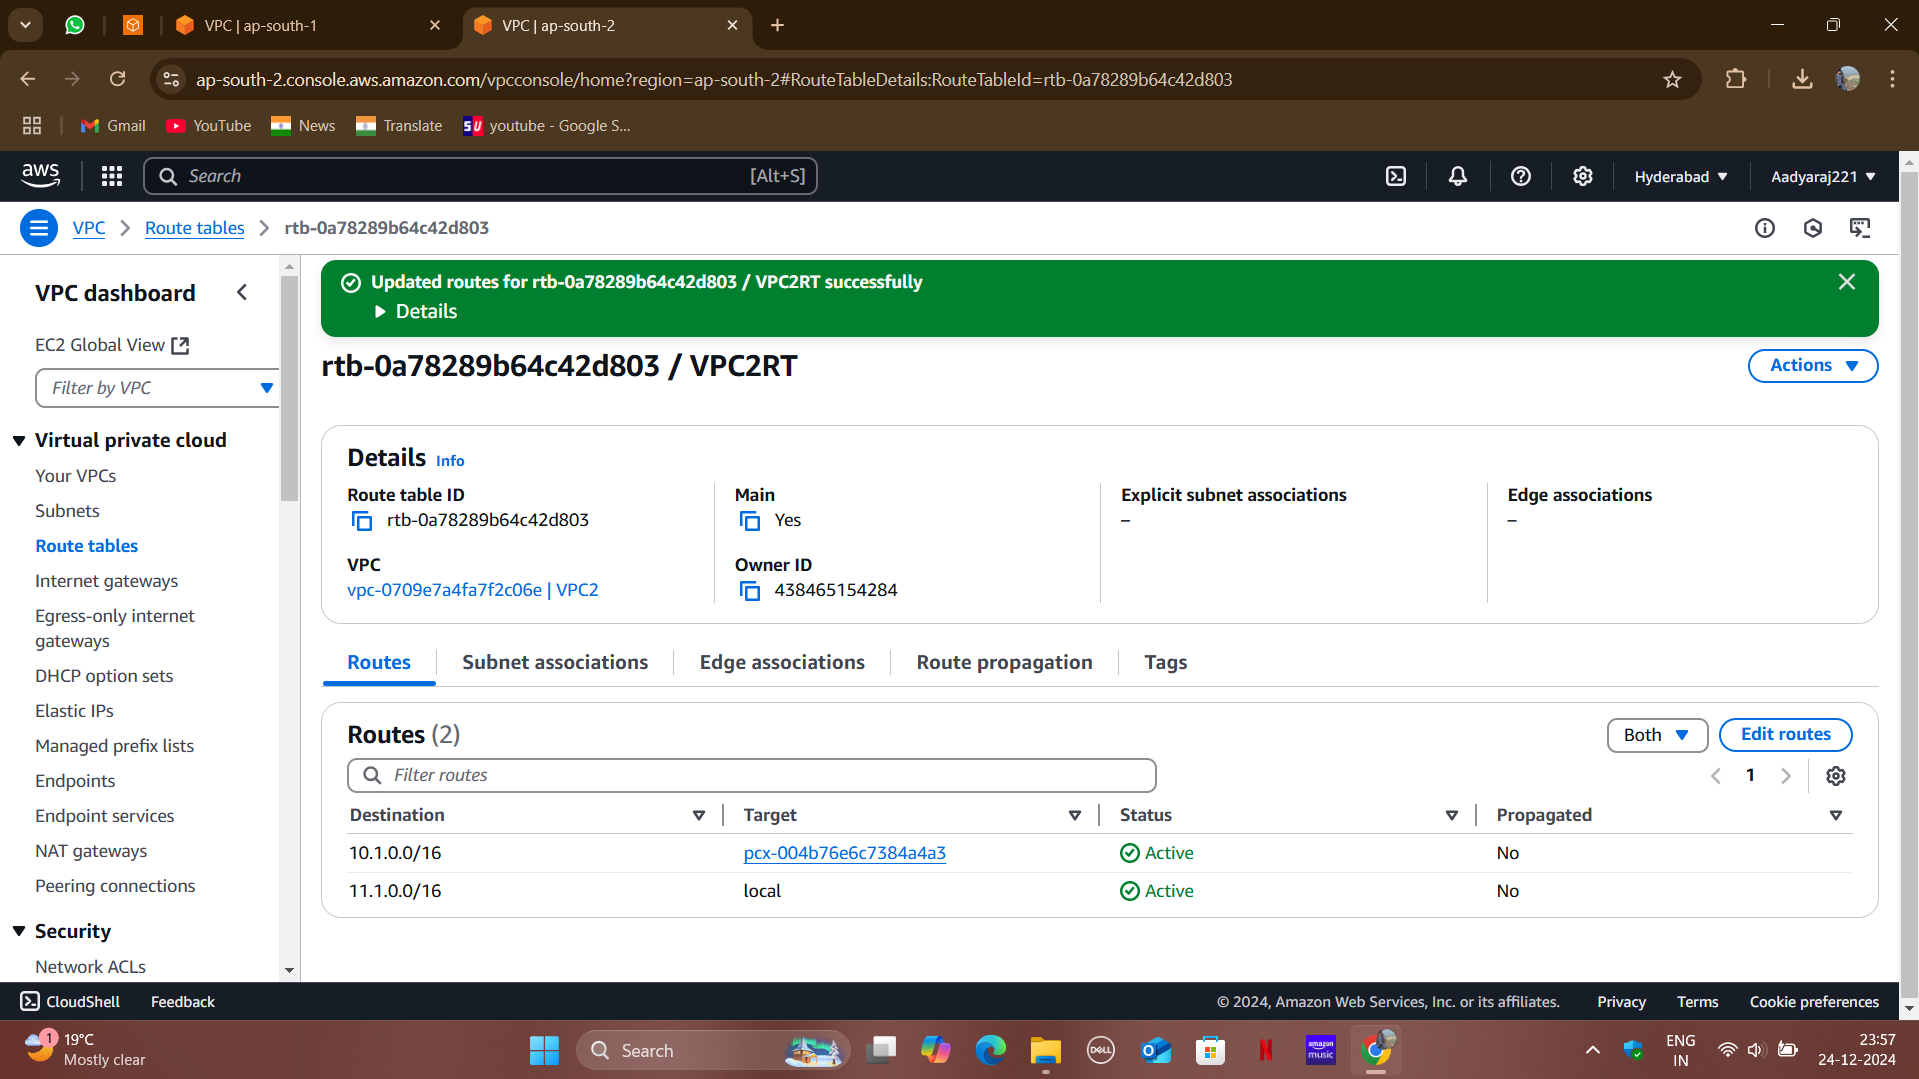 VPC | ap-south-1
VPC | ap-south-2
ap-south-2.console.aws.amazon.com/vpcconsole/home?region=ap-south-2#RouteTableDetails:RouteTableId=rtb-0a78289b64c42d803
Gmail
YouTube
News
Translate
SU youtube - Google S...
aws
Search
[Alt+S]
Hyderabad
Aadyaraj221
VPC
Route tables
rtb-0a78289b64c42d803
VPC dashboard
EC2 Global View
Filter by VPC
Virtual private cloud
Your VPCs
Subnets
Route tables
Internet gateways
Egress-only internet
gateways
DHCP option sets
Elastic IPs
Managed prefix lists
Endpoints
Endpoint services
NAT gateways
Peering connections
Security
Network ACLs
Updated routes for rtb-0a78289b64c42d803 / VPC2RT successfully
Details
rtb-0a78289b64c42d803 / VPC2RT
Actions
Details Info
Route table ID
rtb-0a78289b64c42d803
Main
Yes
Explicit subnet associations
–
Edge associations
–
VPC
vpc-0709e7a4fa7f2c06e | VPC2
Owner ID
438465154284
Routes
Subnet associations
Edge associations
Route propagation
Tags
Routes (2)
Both
Edit routes
Filter routes
1
Destination
Target
Status
Propagated
10.1.0.0/16
pcx-004b76e6c7384a4a3
Active
No
11.1.0.0/16
local
Active
No
CloudShell
Feedback
© 2024, Amazon Web Services, Inc. or its affiliates.
Privacy
Terms
Cookie preferences
1
19°C
Mostly clear
Search
DELL
N
amazon
music
ENG
IN
23:57
24-12-2024